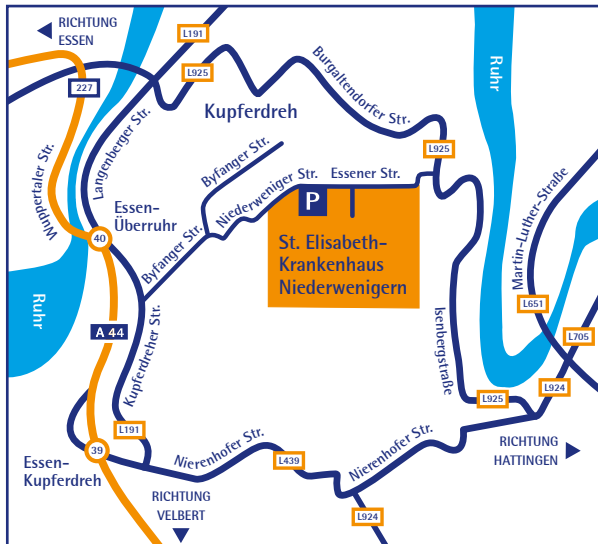 RICHTUNG
ESSEN
L191
227
L925
Kupferdreh
Burgaltendorfer Str.
Ruhr
Langenberger Str.
Wuppertaler Str.
Byfanger Str.
Niederweniger Str.
Essener Str.
L925
P
Martin-Luther-Straße
Essen-
Überruhr
40
Byfanger Str.
St. Elisabeth-
Krankenhaus
Niederwenigern
Ruhr
A 44
Kupferdreher Str.
Isenbergstraße
L651
L705
L924
L925
L191
39
Essen-
Kupferdreh
Nierenhofer Str.
L439
Nierenhofer Str.
RICHTUNG
HATTINGEN
RICHTUNG
VELBERT
L924